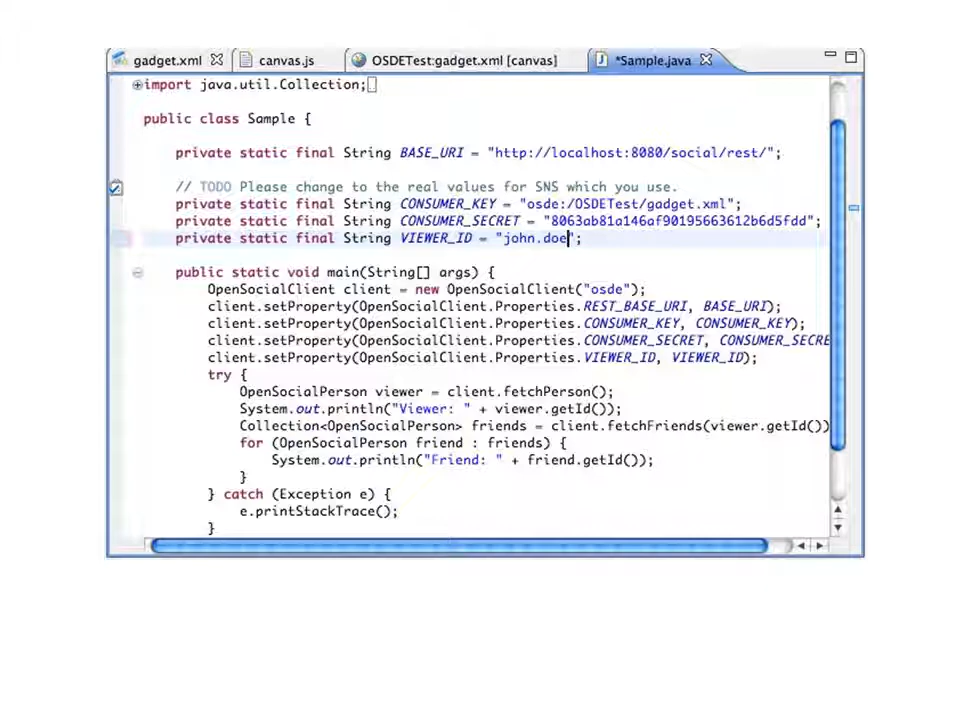 gadget.xml canvas.js OSDETest:gadget.xml [canvas] *Sample.java
import java.util.Collection;
public class Sample {
private static final String BASE_URI = "http://localhost:8080/social/rest/";
// TODO Please change to the real values for SNS which you use.
private static final String CONSUMER_KEY = "osde:/OSDETest/gadget.xml";
private static final String CONSUMER_SECRET = "8063ab81a146af90195663612b6d5fdd";
private static final String VIEWER_ID = "john.doe";
public static void main(String[] args) {
OpenSocialClient client = new OpenSocialClient("osde");
client.setProperty(OpenSocialClient.Properties.REST_BASE_URI, BASE_URI);
client.setProperty(OpenSocialClient.Properties.CONSUMER_KEY, CONSUMER_KEY);
client.setProperty(OpenSocialClient.Properties.CONSUMER_SECRET, CONSUMER_SECRE
client.setProperty(OpenSocialClient.Properties.VIEWER_ID, VIEWER_ID);
try {
OpenSocialPerson viewer = client.fetchPerson();
System.out.println("Viewer: " + viewer.getId());
Collection<OpenSocialPerson> friends = client.fetchFriends(viewer.getId())
for (OpenSocialPerson friend : friends) {
System.out.println("Friend: " + friend.getId());
}
} catch (Exception e) {
e.printStackTrace();
}